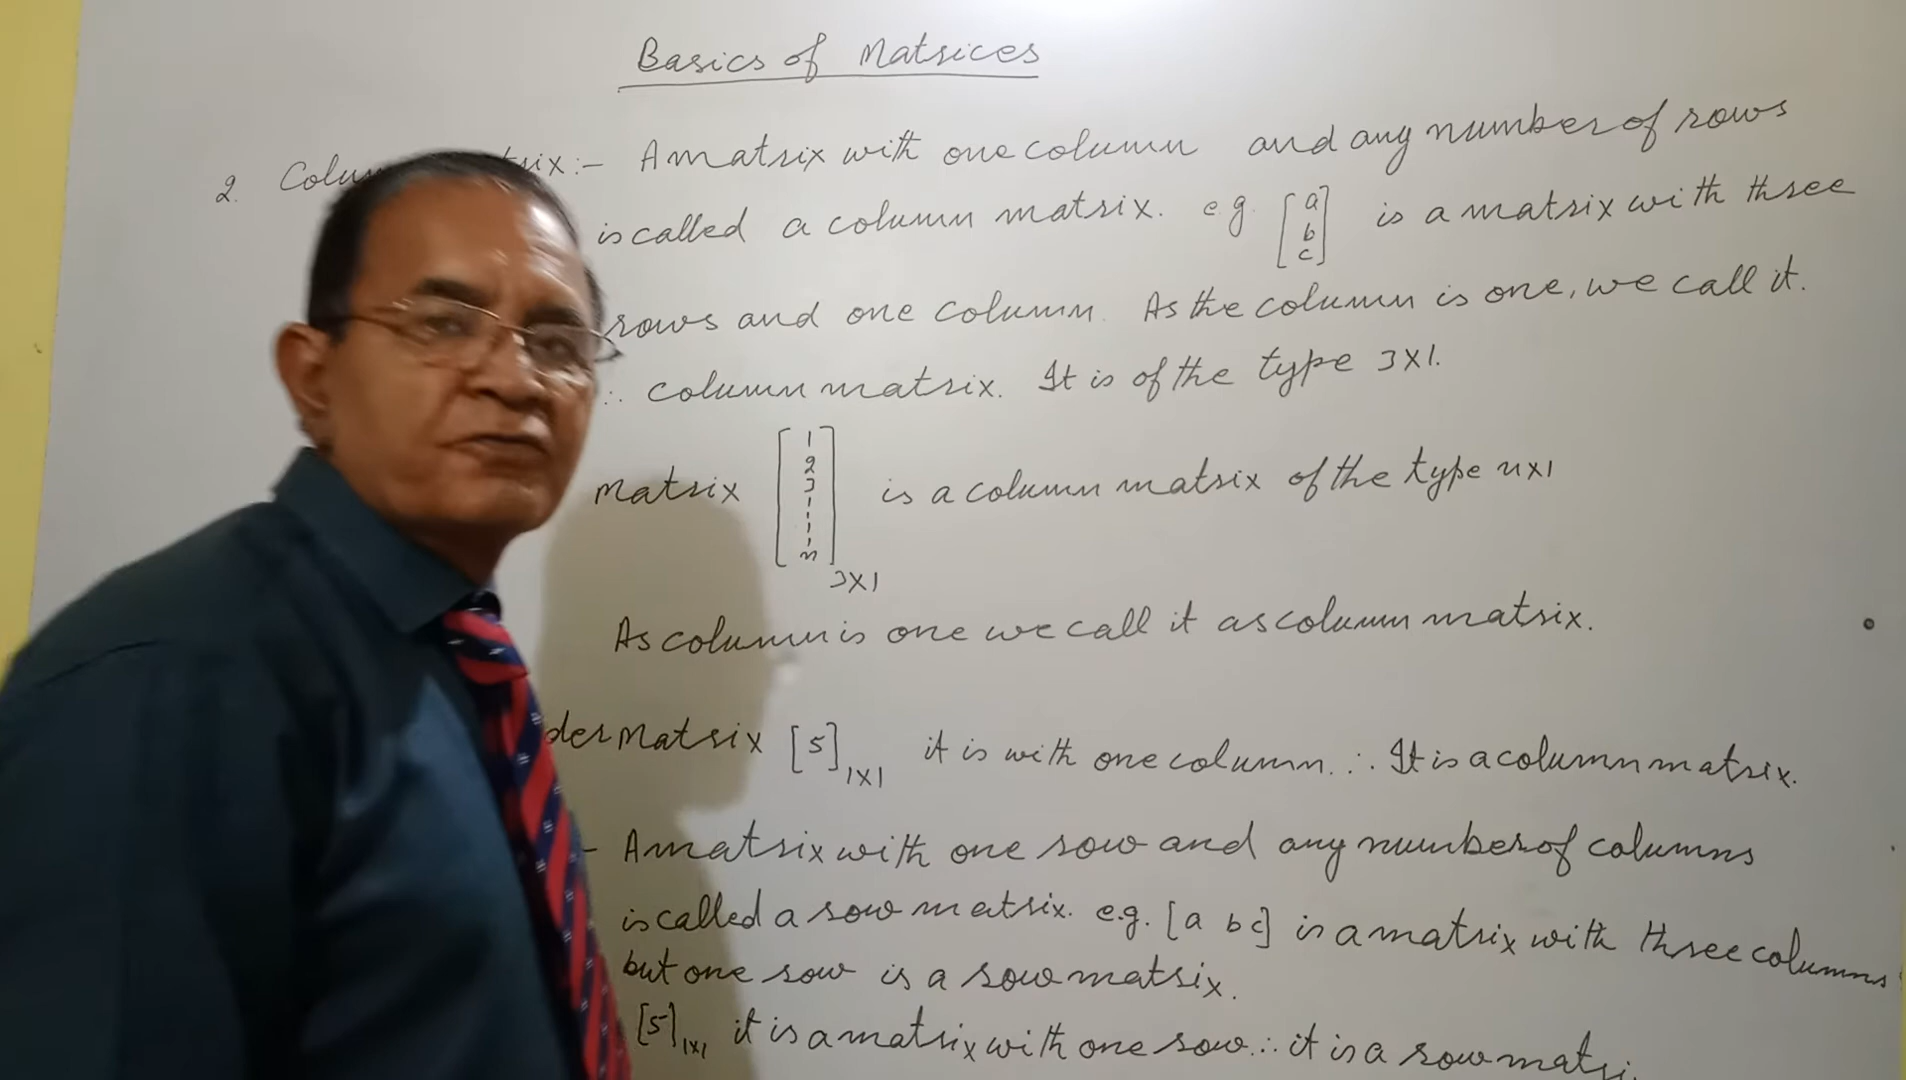 Basics of Matrices
2. Colu trix:- A matrix with one column and any number of rows
is called a column matrix. e.g. [a b c] is a matrix with three
rows and one column. As the column is one, we call it.
∴ column matrix. It is of the type 3×1.
matrix [1 2 3 ¦ ¦ ¦ n] 3×1 is a column matrix of the type n×1
As column is one we call it as column matrix.
der matrix [5] 1×1 it is with one column. ∴ It is a column matrix.
- A matrix with one row and any number of columns
is called a row matrix. e.g. [a b c] is a matrix with three columns
but one row is a row matrix.
[5] 1×1 it is a matrix with one row. ∴ it is a row matri